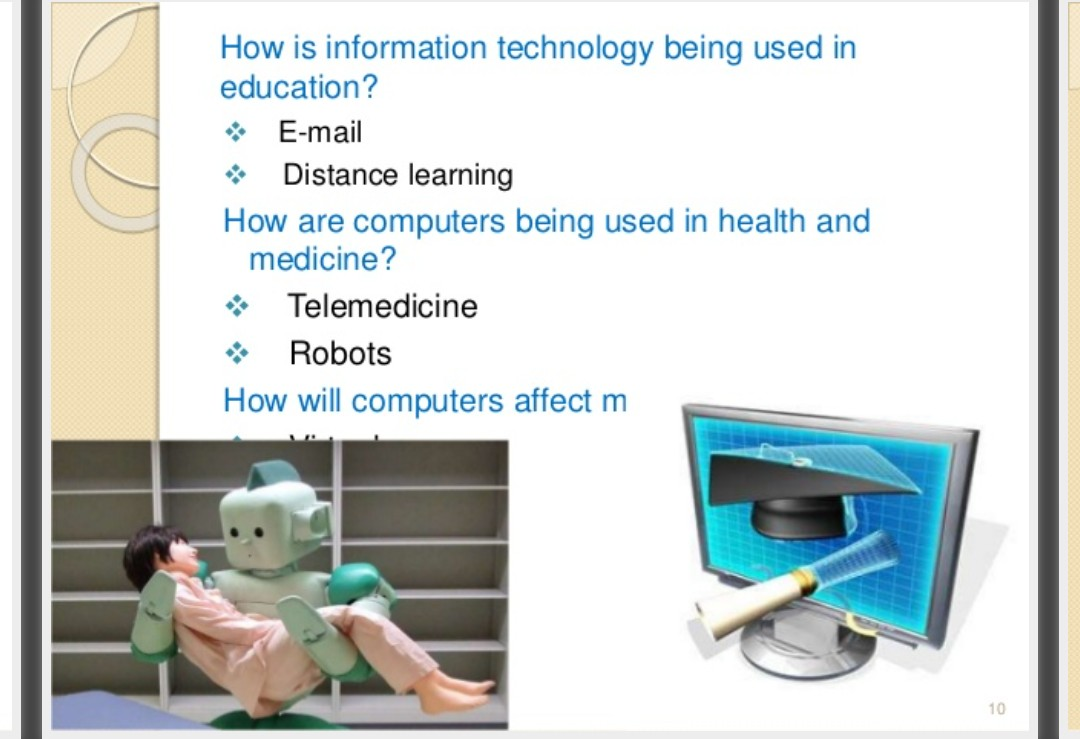 How is information technology being used in
education?
E-mail
Distance learning
How are computers being used in health and
medicine?
Telemedicine
Robots
How will computers affect m
10